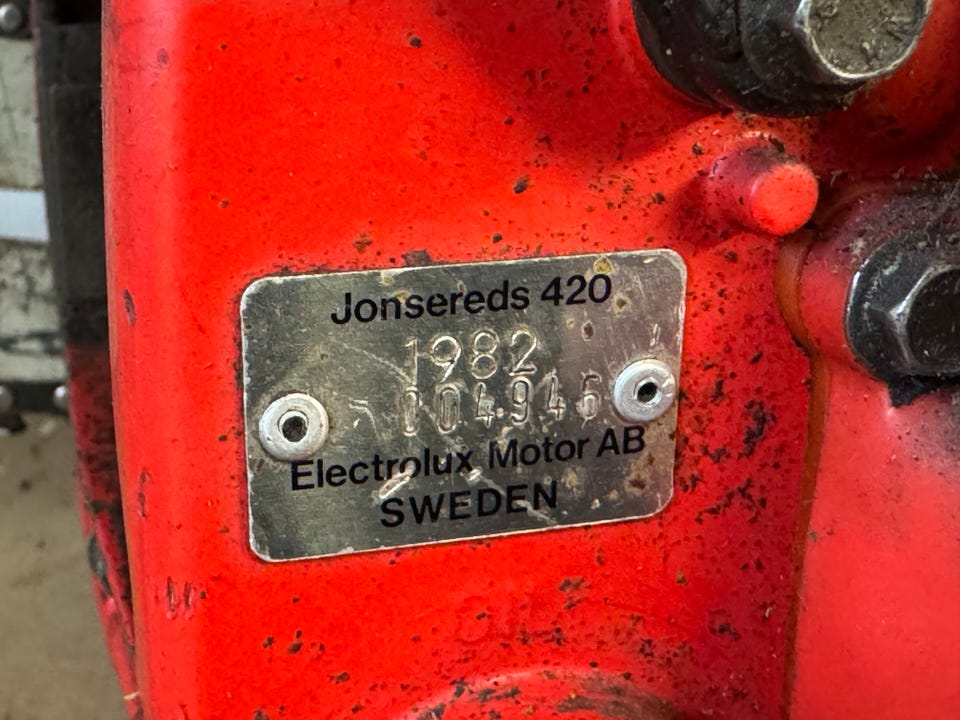 Jonsereds 420
1982
004946
Electrolux Motor AB
SWEDEN